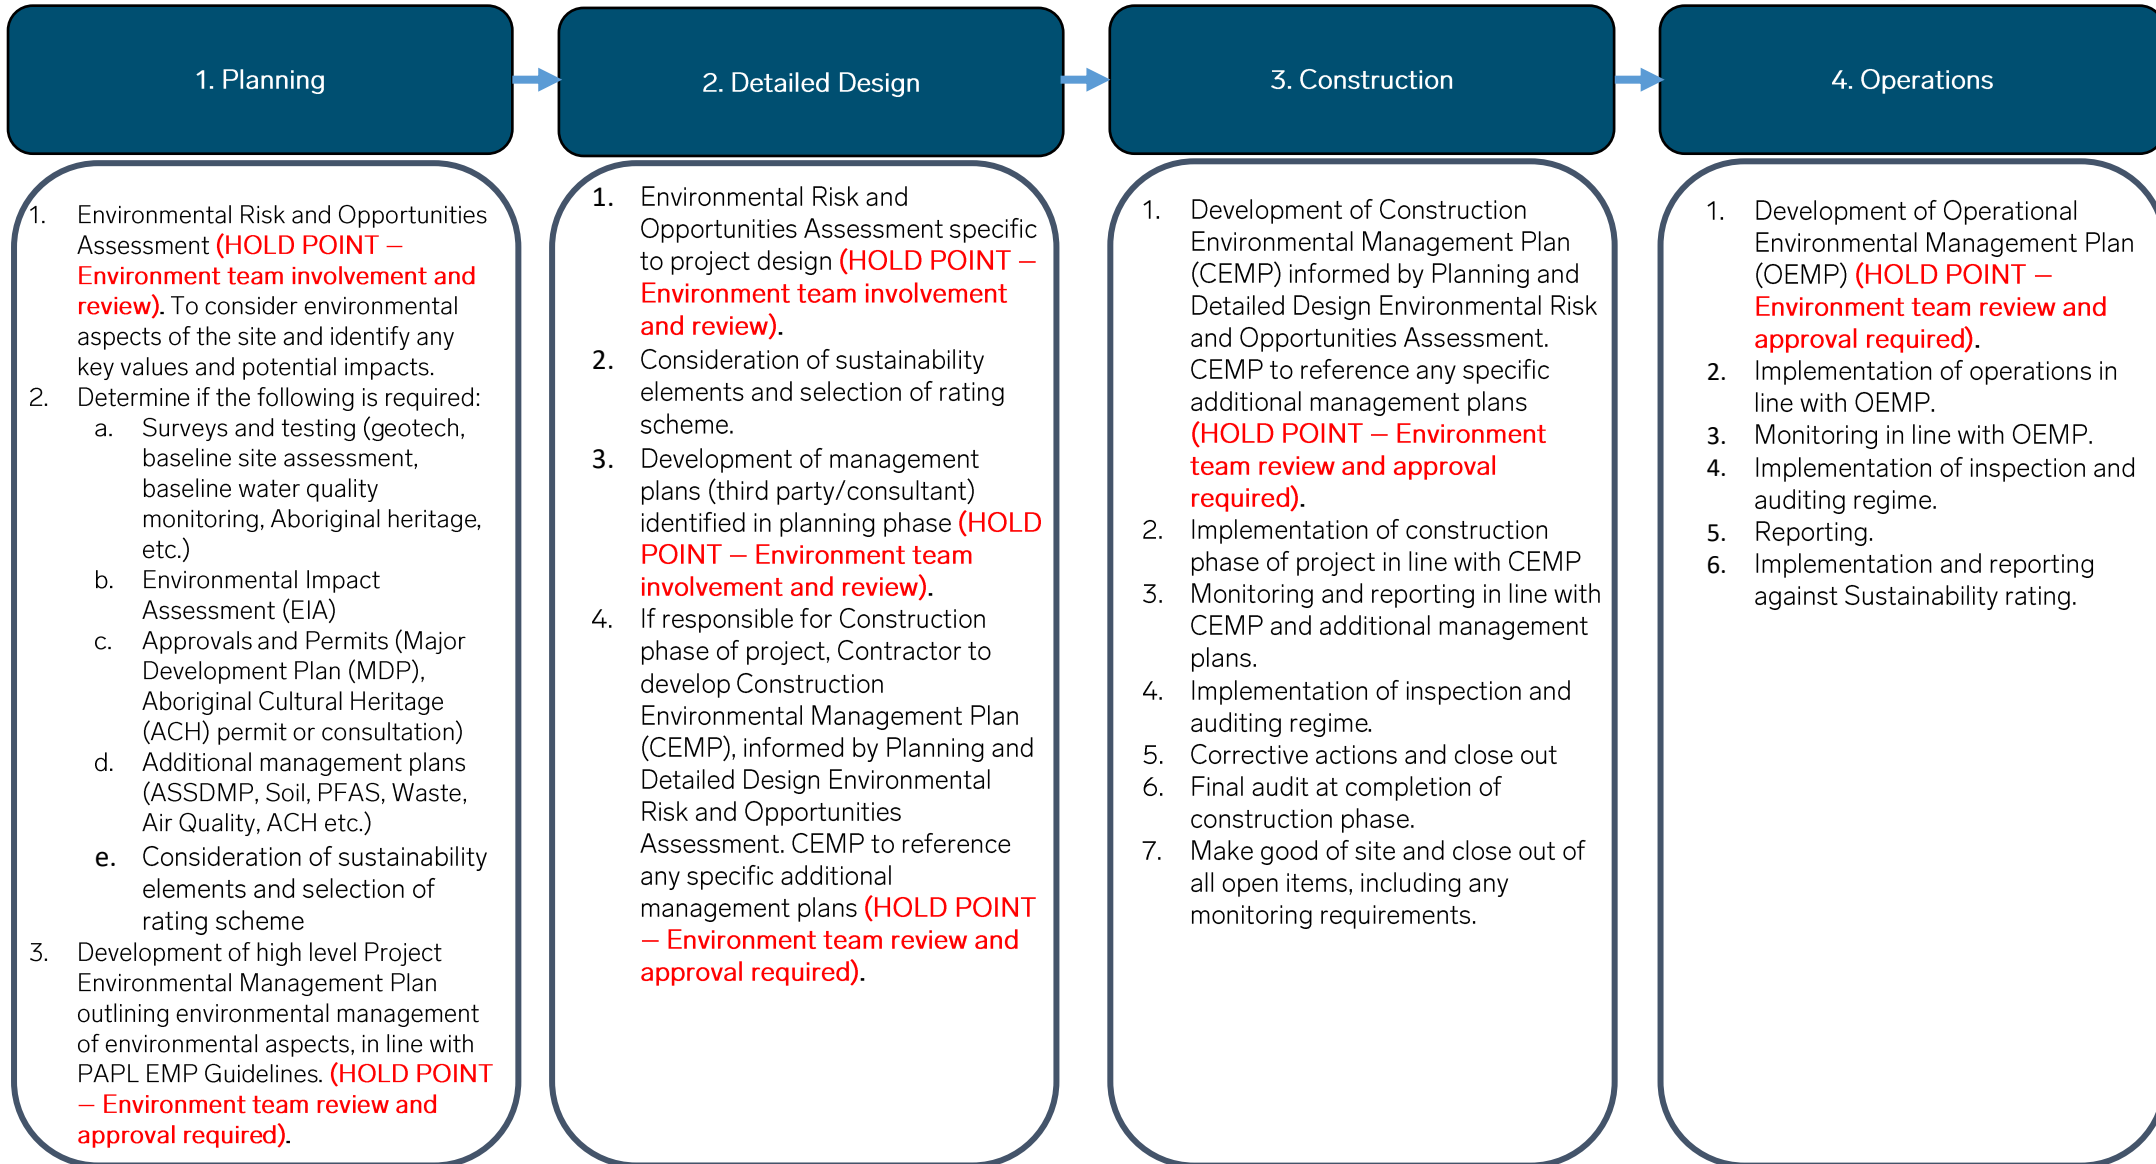 1. Planning
2. Detailed Design
3. Construction
4. Operations
1. Environmental Risk and Opportunities
Assessment (HOLD POINT –
Environment team involvement and
review). To consider environmental
aspects of the site and identify any
key values and potential impacts.
2. Determine if the following is required:
a. Surveys and testing (geotech,
baseline site assessment,
baseline water quality
monitoring, Aboriginal heritage,
etc.)
b. Environmental Impact
Assessment (EIA)
c. Approvals and Permits (Major
Development Plan (MDP),
Aboriginal Cultural Heritage
(ACH) permit or consultation)
d. Additional management plans
(ASSDMP, Soil, PFAS, Waste,
Air Quality, ACH etc.)
e. Consideration of sustainability
elements and selection of
rating scheme
3. Development of high level Project
Environmental Management Plan
outlining environmental management
of environmental aspects, in line with
PAPL EMP Guidelines. (HOLD POINT
– Environment team review and
approval required).
1. Environmental Risk and
Opportunities Assessment specific
to project design (HOLD POINT –
Environment team involvement
and review).
2. Consideration of sustainability
elements and selection of rating
scheme.
3. Development of management
plans (third party/consultant)
identified in planning phase (HOLD
POINT – Environment team
involvement and review).
4. If responsible for Construction
phase of project, Contractor to
develop Construction
Environmental Management Plan
(CEMP), informed by Planning and
Detailed Design Environmental
Risk and Opportunities
Assessment. CEMP to reference
any specific additional
management plans (HOLD POINT
– Environment team review and
approval required).
1. Development of Construction
Environmental Management Plan
(CEMP) informed by Planning and
Detailed Design Environmental Risk
and Opportunities Assessment.
CEMP to reference any specific
additional management plans
(HOLD POINT – Environment
team review and approval
required).
2. Implementation of construction
phase of project in line with CEMP
3. Monitoring and reporting in line with
CEMP and additional management
plans.
4. Implementation of inspection and
auditing regime.
5. Corrective actions and close out
6. Final audit at completion of
construction phase.
7. Make good of site and close out of
all open items, including any
monitoring requirements.
1. Development of Operational
Environmental Management Plan
(OEMP) (HOLD POINT –
Environment team review and
approval required).
2. Implementation of operations in
line with OEMP.
3. Monitoring in line with OEMP.
4. Implementation of inspection and
auditing regime.
5. Reporting.
6. Implementation and reporting
against Sustainability rating.